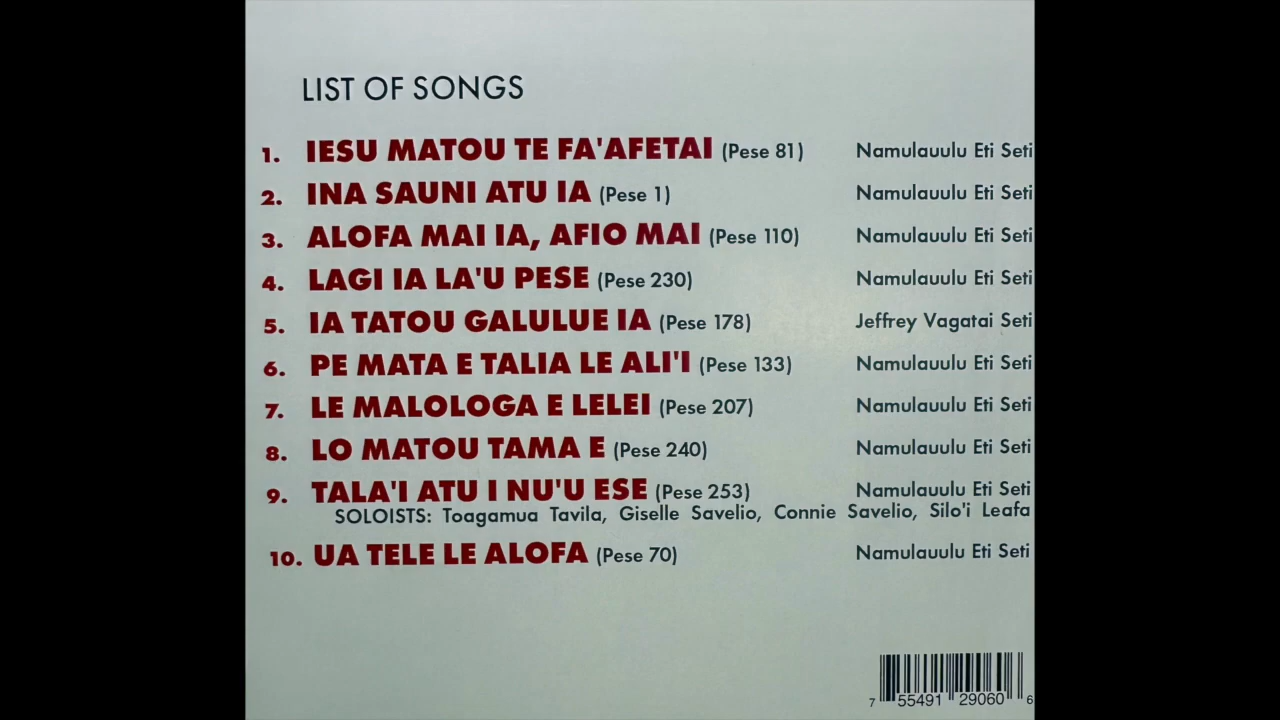 LIST OF SONGS
1. IESU MATOU TE FA'AFETAI (Pese 81) Namulauulu Eti Seti
2. INA SAUNI ATU IA (Pese 1) Namulauulu Eti Seti
3. ALOFA MAI IA, AFIO MAI (Pese 110) Namulauulu Eti Seti
4. LAGI IA LA'U PESE (Pese 230) Namulauulu Eti Seti
5. IA TATOU GALULUE IA (Pese 178) Jeffrey Vagatai Seti
6. PE MATA E TALIA LE ALI'I (Pese 133) Namulauulu Eti Seti
7. LE MALOLOGA E LELEI (Pese 207) Namulauulu Eti Seti
8. LO MATOU TAMA E (Pese 240) Namulauulu Eti Seti
9. TALA'I ATU I NU'U ESE (Pese 253) Namulauulu Eti Seti
SOLOISTS: Toagamua Tavila, Giselle Savelio, Connie Savelio, Silo'i Leafa
10. UA TELE LE ALOFA (Pese 70) Namulauulu Eti Seti
7 55491 29060 6